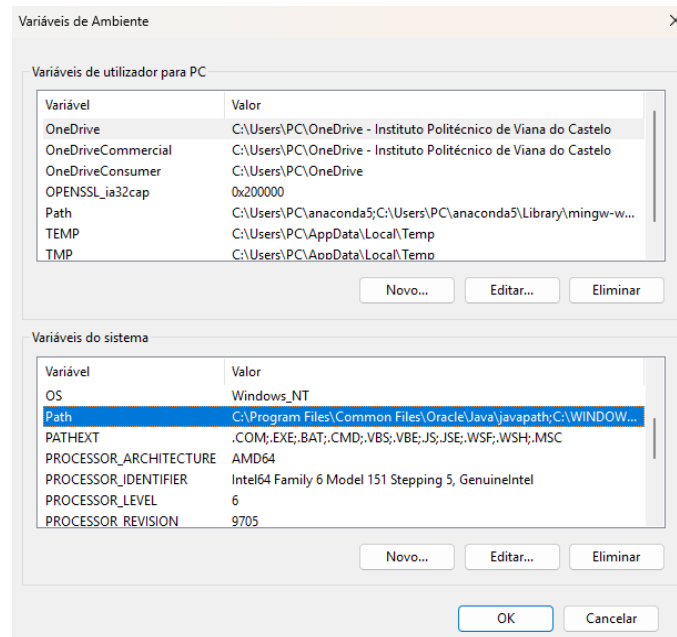 Variáveis de Ambiente
Variáveis de utilizador para PC
Variável Valor
OneDrive C:\Users\PC\OneDrive - Instituto Politécnico de Viana do Castelo
OneDriveCommercial C:\Users\PC\OneDrive - Instituto Politécnico de Viana do Castelo
OneDriveConsumer C:\Users\PC\OneDrive
OPENSSL_ia32cap 0x200000
Path C:\Users\PC\anaconda5;C:\Users\PC\anaconda5\Library\mingw-w...
TEMP C:\Users\PC\AppData\Local\Temp
TMP C:\Users\PC\AppData\Local\Temp
Novo... Editar... Eliminar
Variáveis do sistema
Variável Valor
OS Windows_NT
Path C:\Program Files\Common Files\Oracle\Java\javapath;C:\WINDOW...
PATHEXT .COM;.EXE;.BAT;.CMD;.VBS;.VBE;.JS;.JSE;.WSF;.WSH;.MSC
PROCESSOR_ARCHITECTURE AMD64
PROCESSOR_IDENTIFIER Intel64 Family 6 Model 151 Stepping 5, GenuineIntel
PROCESSOR_LEVEL 6
PROCESSOR_REVISION 9705
Novo... Editar... Eliminar
OK Cancelar